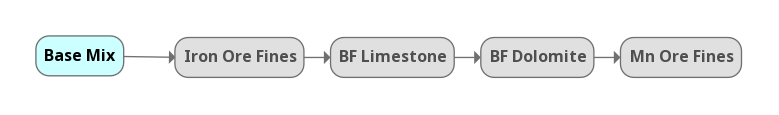 Base Mix
Iron Ore Fines
BF Limestone
BF Dolomite
Mn Ore Fines